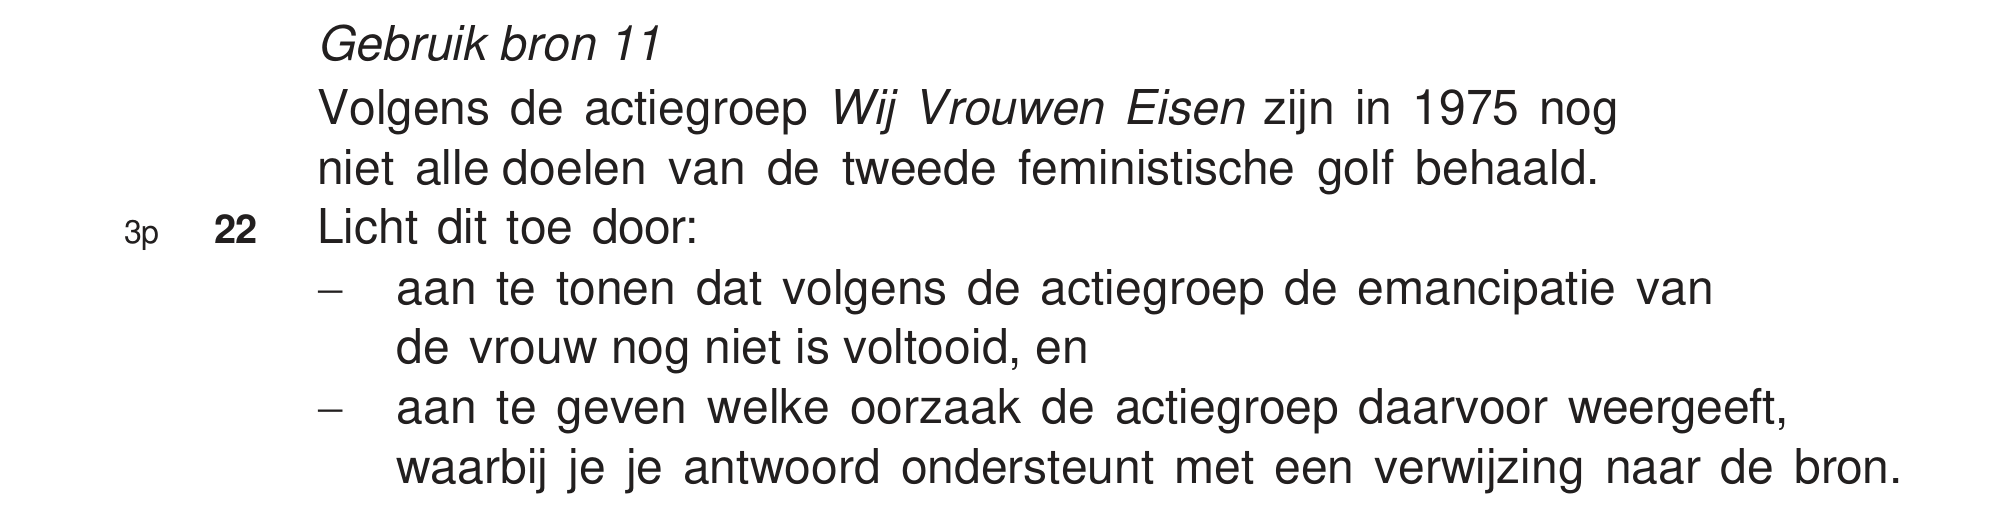 Gebruik bron 11
Volgens de actiegroep Wij Vrouwen Eisen zijn in 1975 nog
niet alle doelen van de tweede feministische golf behaald.
3p 22 Licht dit toe door:
– aan te tonen dat volgens de actiegroep de emancipatie van
de vrouw nog niet is voltooid, en
– aan te geven welke oorzaak de actiegroep daarvoor weergeeft,
waarbij je je antwoord ondersteunt met een verwijzing naar de bron.